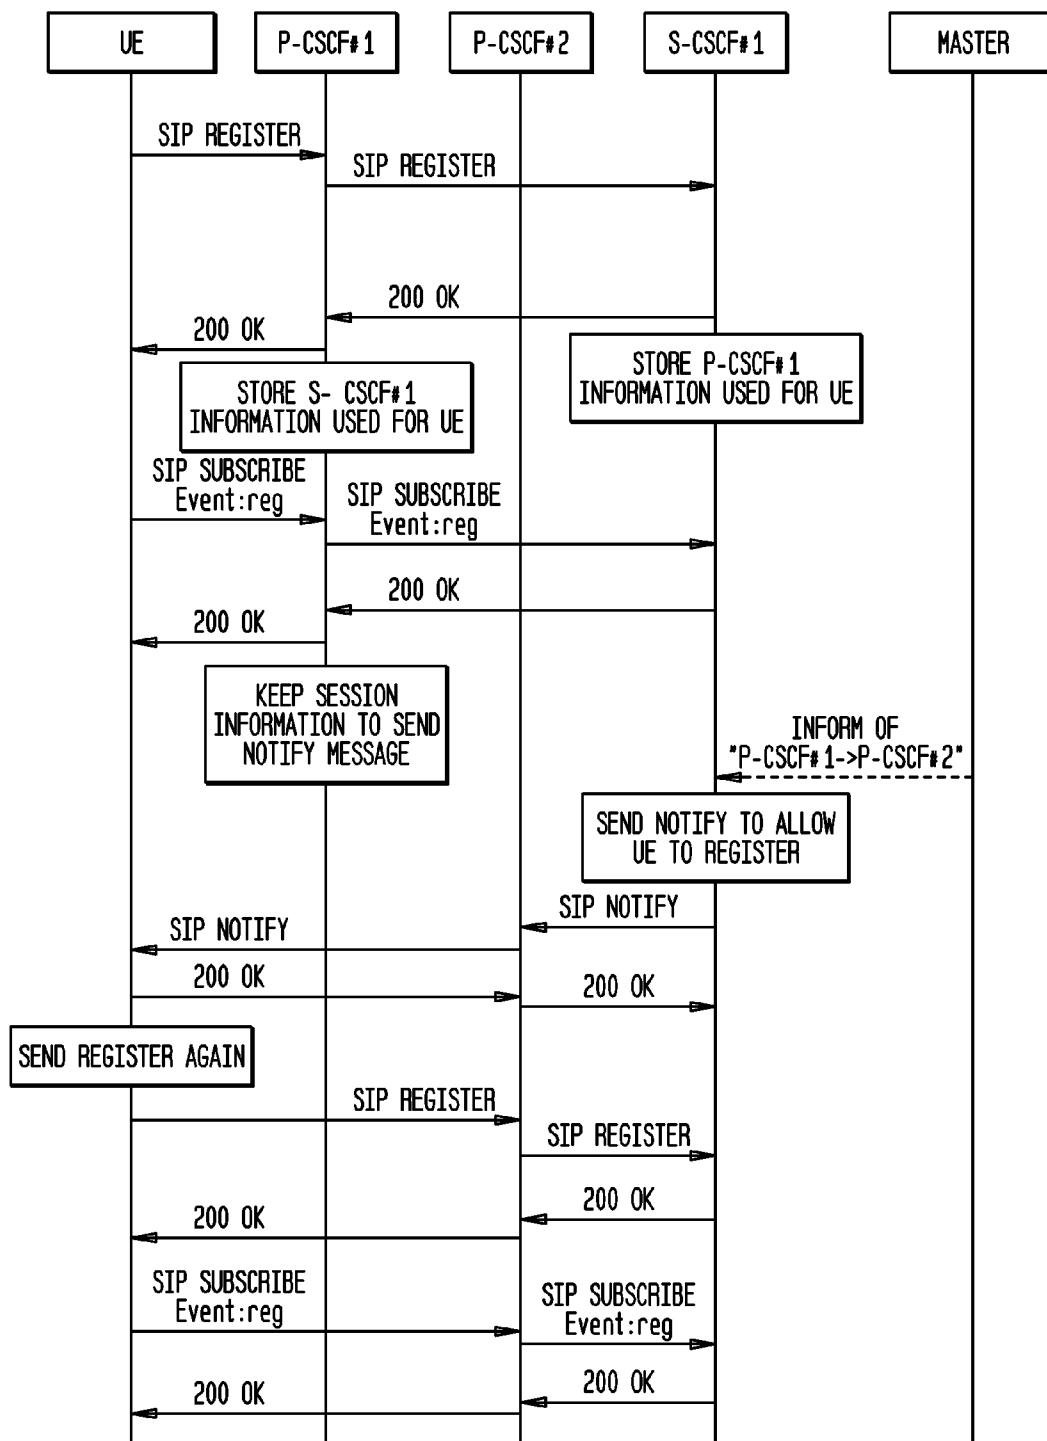 UE
P-CSCF#1
P-CSCF#2
S-CSCF#1
MASTER
SIP REGISTER
SIP REGISTER
200 OK
200 OK
STORE P-CSCF#1
INFORMATION USED FOR UE
STORE S- CSCF#1
INFORMATION USED FOR UE
SIP SUBSCRIBE
Event:reg
SIP SUBSCRIBE
Event:reg
200 OK
200 OK
KEEP SESSION
INFORMATION TO SEND
NOTIFY MESSAGE
INFORM OF
"P-CSCF#1->P-CSCF#2"
SEND NOTIFY TO ALLOW
UE TO REGISTER
SIP NOTIFY
SIP NOTIFY
200 OK
200 OK
SEND REGISTER AGAIN
SIP REGISTER
SIP REGISTER
200 OK
200 OK
SIP SUBSCRIBE
Event:reg
SIP SUBSCRIBE
Event:reg
200 OK
200 OK